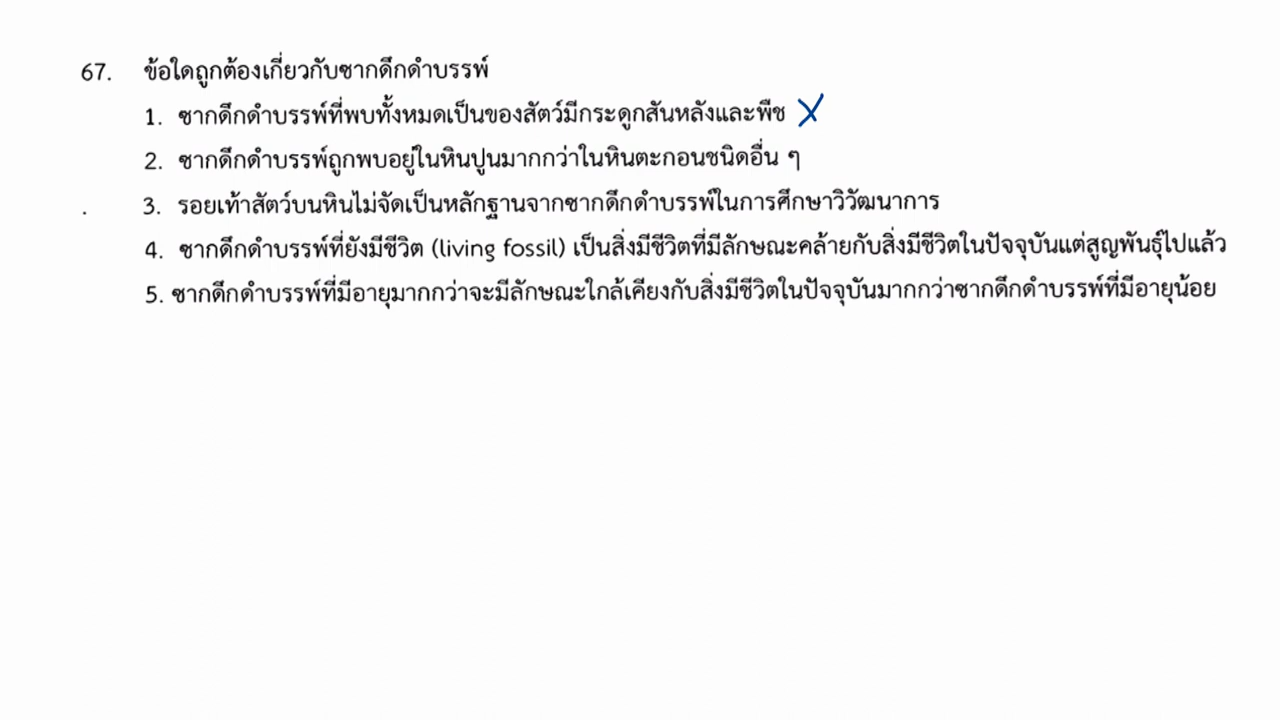 67. ข้อใดถูกต้องเกี่ยวกับซากดึกดำบรรพ์
1. ซากดึกดำบรรพ์ที่พบทั้งหมดเป็นของสัตว์มีกระดูกสันหลังและพืช X
2. ซากดึกดำบรรพ์ถูกพบอยู่ในหินปูนมากกว่าในหินตะกอนชนิดอื่น ๆ
3. รอยเท้าสัตว์บนหินไม่จัดเป็นหลักฐานจากซากดึกดำบรรพ์ในการศึกษาวิวัฒนาการ
4. ซากดึกดำบรรพ์ที่ยังมีชีวิต (living fossil) เป็นสิ่งมีชีวิตที่มีลักษณะคล้ายกับสิ่งมีชีวิตในปัจจุบันแต่สูญพันธุ์ไปแล้ว
5. ซากดึกดำบรรพ์ที่มีอายุมากกว่าจะมีลักษณะใกล้เคียงกับสิ่งมีชีวิตในปัจจุบันมากกว่าซากดึกดำบรรพ์ที่มีอายุน้อย